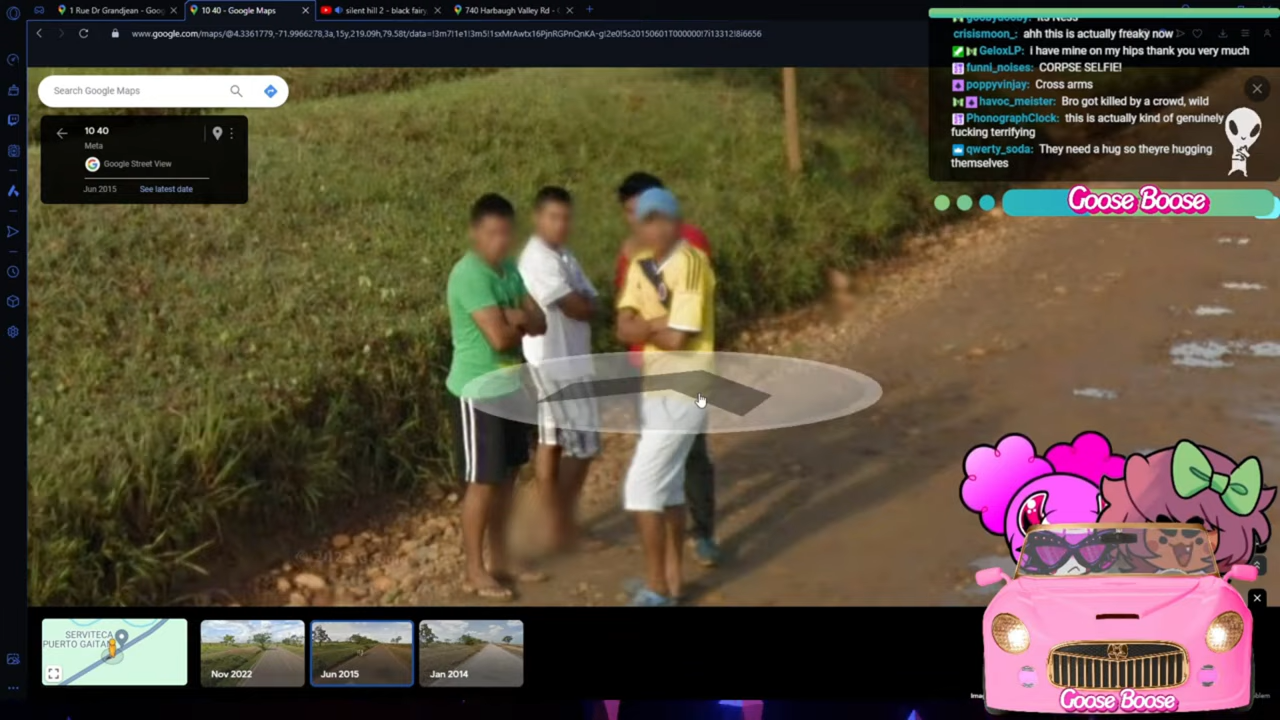 1 Rue Dr Grandjean - Goo
10 40 - Google Maps
silent hill 2 - black fairy
740 Harbaugh Valley Rd - G
www.google.com/maps/@4.3361779,-71.9966278,3a,15y,219.09h,79.58t/data=!3m7!1e1!3m5!1sxMrAwtx16PjnRGPnQnKA-g!2e0!5s20150601T000000!7i13312!8i6656
Search Google Maps
10 40
Meta
Google Street View
Jun 2015 See latest date
goobygooby: Its Ness
crisismoon_: ahh this is actually freaky now
GeloxLP: i have mine on my hips thank you very much
funni_noises: CORPSE SELFIE!
poppyvinjay: Cross arms
havoc_meister: Bro got killed by a crowd, wild
PhonographClock: this is actually kind of genuinely
fucking terrifying
qwerty_soda: They need a hug so theyre hugging
themselves
Goose Boose
SERVITECA
PUERTO GAITAN
Nov 2022
Jun 2015
Jan 2014
Goose Boose